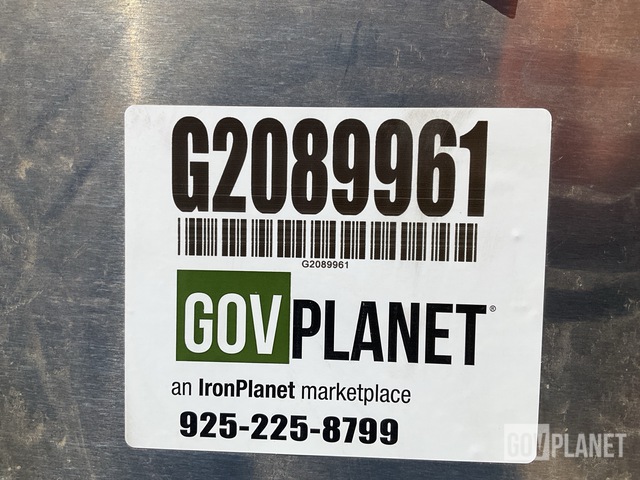 G2089961
G2089961
GOVPLANET®
an IronPlanet marketplace
925-225-8799
GOVPLANET